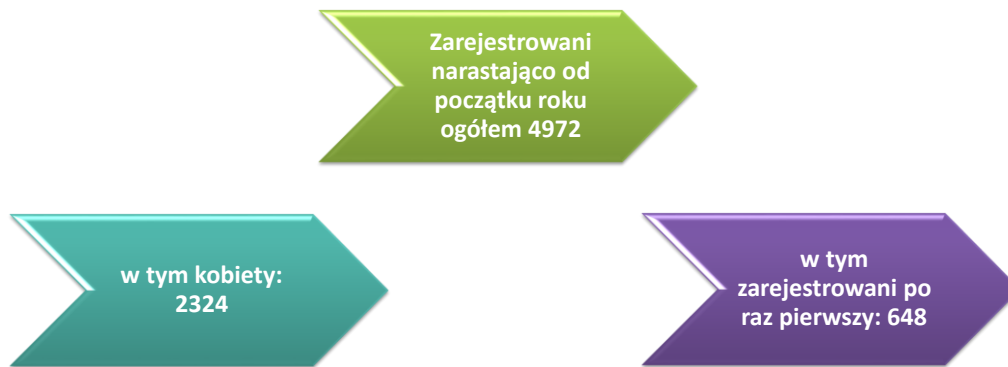 Zarejestrowani
narastająco od
początku roku
ogółem 4972
w tym kobiety:
2324
w tym
zarejestrowani po
raz pierwszy: 648